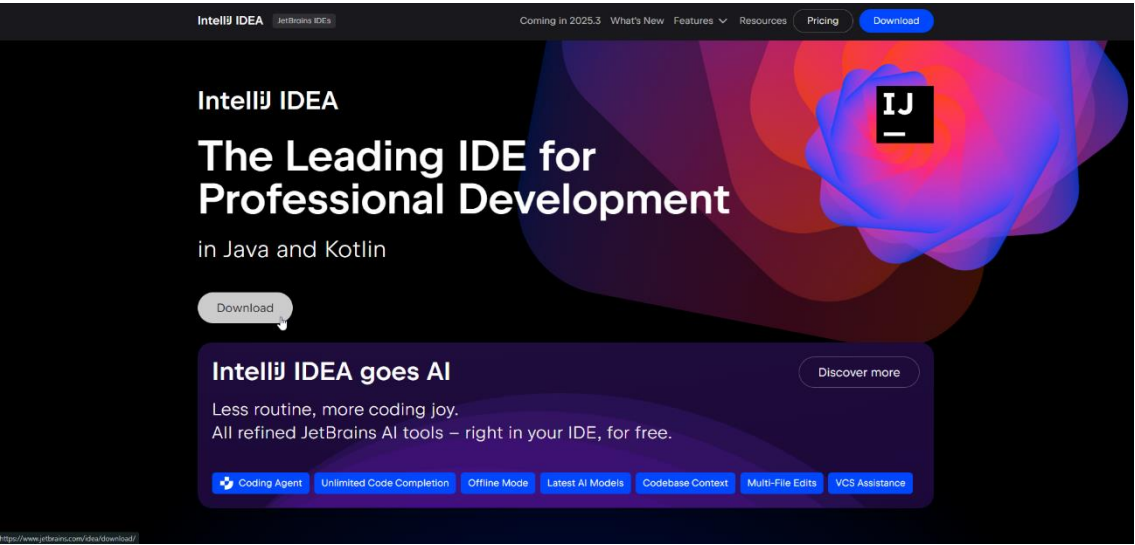 IntelliJ IDEA JetBrains IDEs Coming in 2025.3 What's New Features Resources Pricing Download
IntelliJ IDEA
IJ
The Leading IDE for
Professional Development
in Java and Kotlin
Download
IntelliJ IDEA goes AI
Discover more
Less routine, more coding joy.
All refined JetBrains AI tools – right in your IDE, for free.
Coding Agent Unlimited Code Completion Offline Mode Latest AI Models Codebase Context Multi-File Edits VCS Assistance
https://www.jetbrains.com/idea/download/